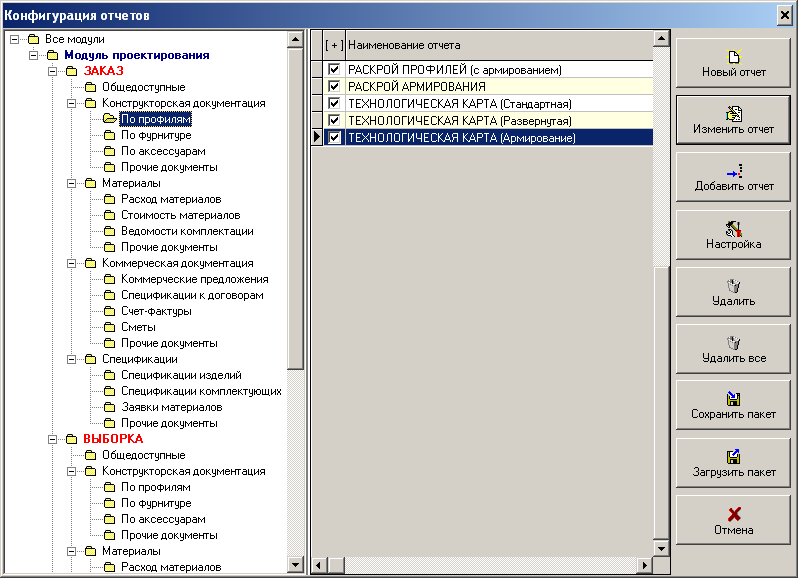 Конфигурация отчетов
Все модули
Модуль проектирования
ЗАКАЗ
Общедоступные
Конструкторская документация
По профилям
По фурнитуре
По аксессуарам
Прочие документы
Материалы
Расход материалов
Стоимость материалов
Ведомости комплектации
Прочие документы
Коммерческая документация
Коммерческие предложения
Спецификации к договорам
Счет-фактуры
Сметы
Прочие документы
Спецификации
Спецификации изделий
Спецификации комплектующих
Заявки материалов
Прочие документы
ВЫБОРКА
Общедоступные
Конструкторская документация
По профилям
По фурнитуре
По аксессуарам
Прочие документы
Материалы
Расход материалов
[ + ] Наименование отчета
РАСКРОЙ ПРОФИЛЕЙ (с армированием)
РАСКРОЙ АРМИРОВАНИЯ
ТЕХНОЛОГИЧЕСКАЯ КАРТА (Стандартная)
ТЕХНОЛОГИЧЕСКАЯ КАРТА (Развернутая)
ТЕХНОЛОГИЧЕСКАЯ КАРТА (Армирование)
Новый отчет
Изменить отчет
Добавить отчет
Настройка
Удалить
Удалить все
Сохранить пакет
Загрузить пакет
Отмена